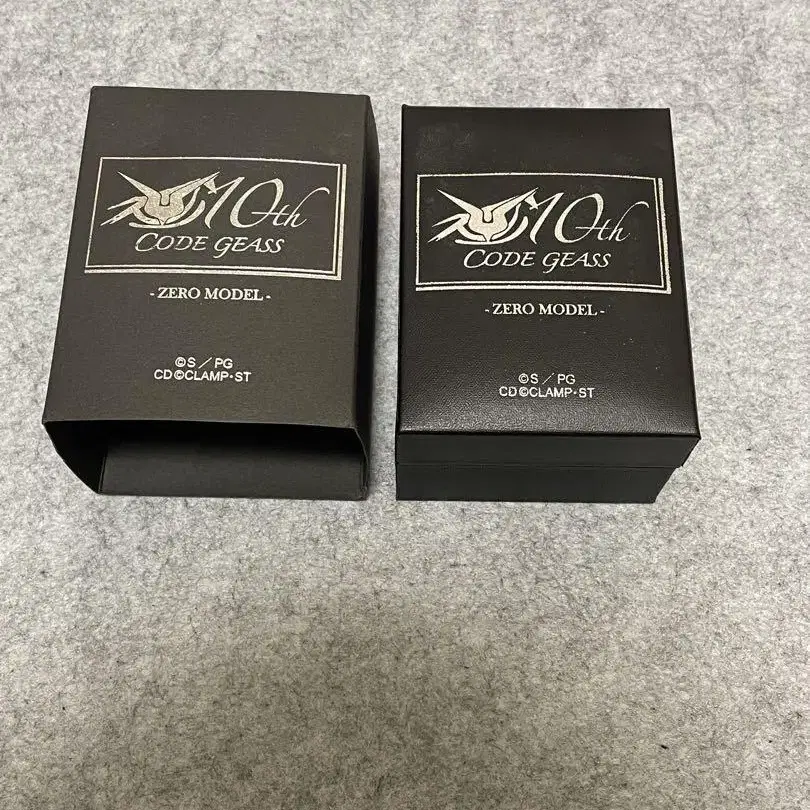 10th
CODE GEASS
- ZERO MODEL -
©S／PG
CD©CLAMP・ST
10th
CODE GEASS
- ZERO MODEL -
©S／PG
CD©CLAMP・ST